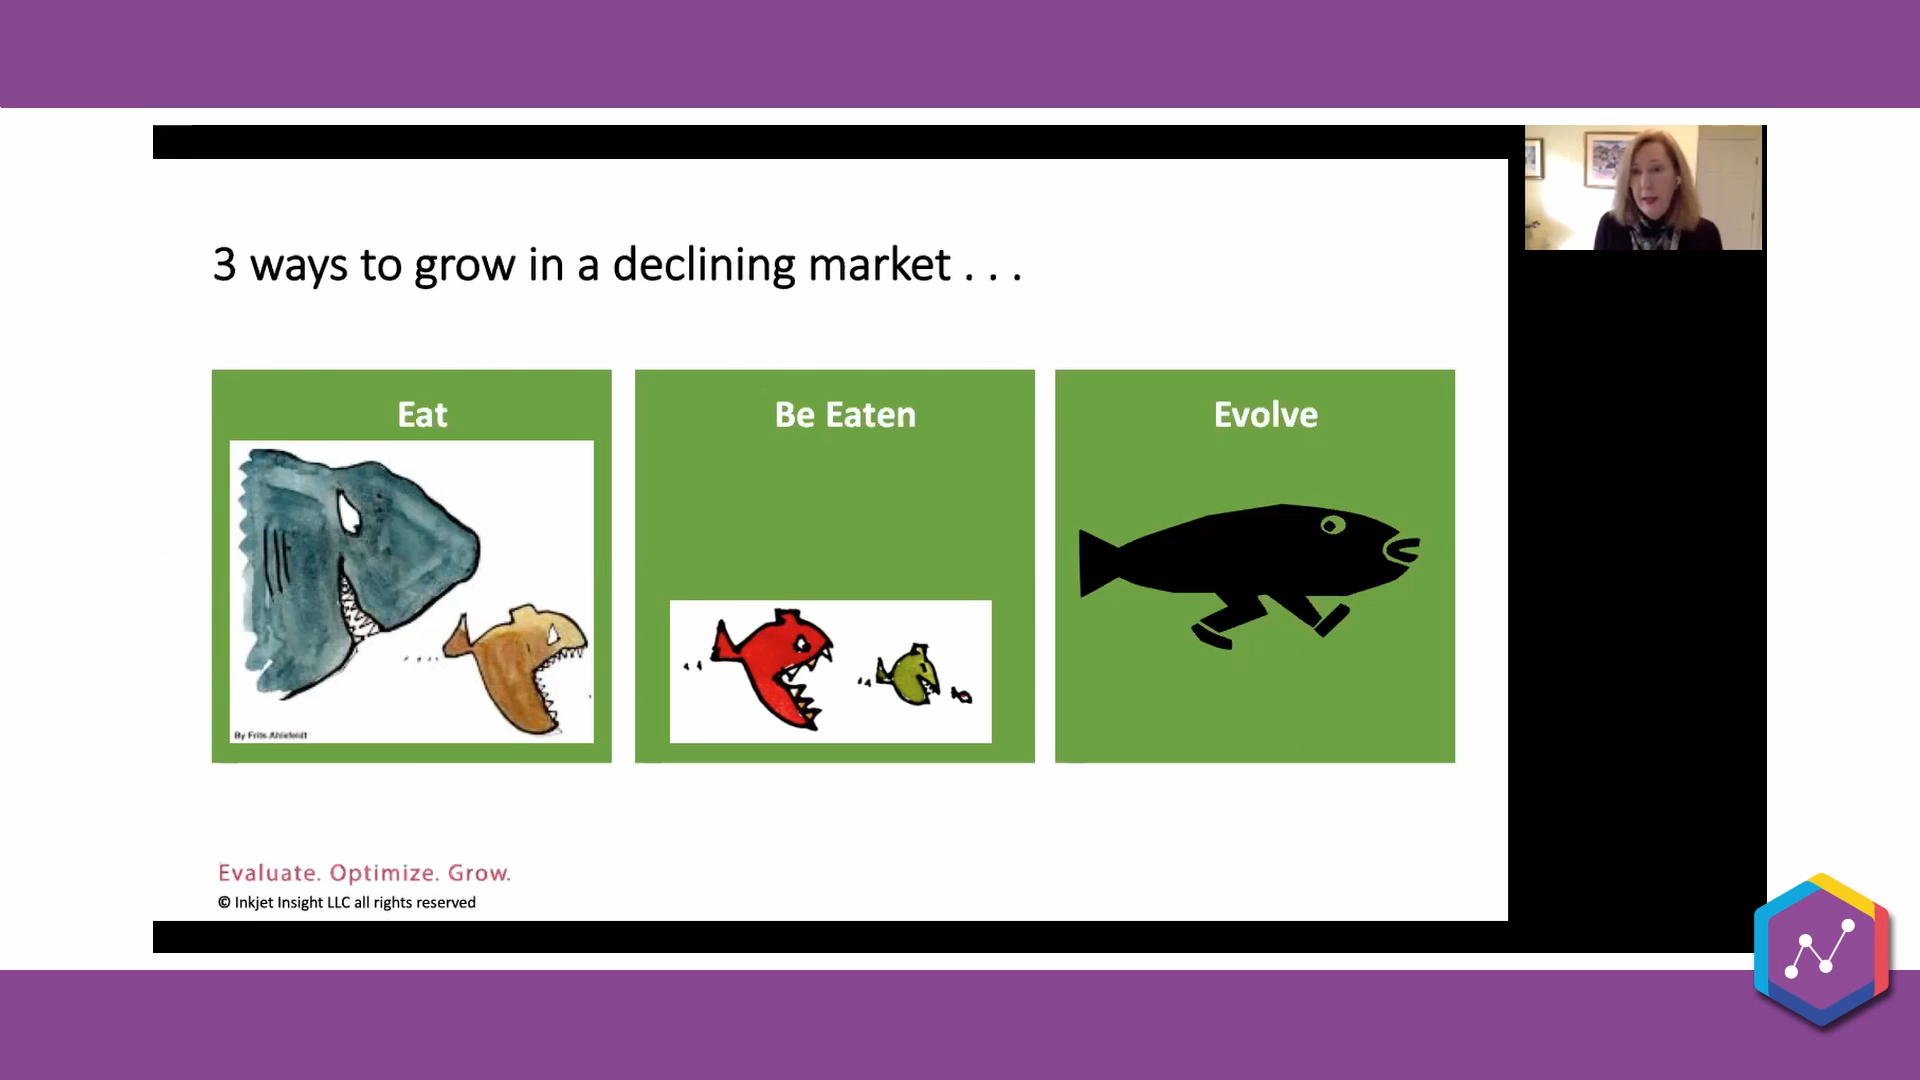 3 ways to grow in a declining market . . .
Eat
Be Eaten
Evolve
By Frits Ahlefeldt
Evaluate. Optimize. Grow.
© Inkjet Insight LLC all rights reserved